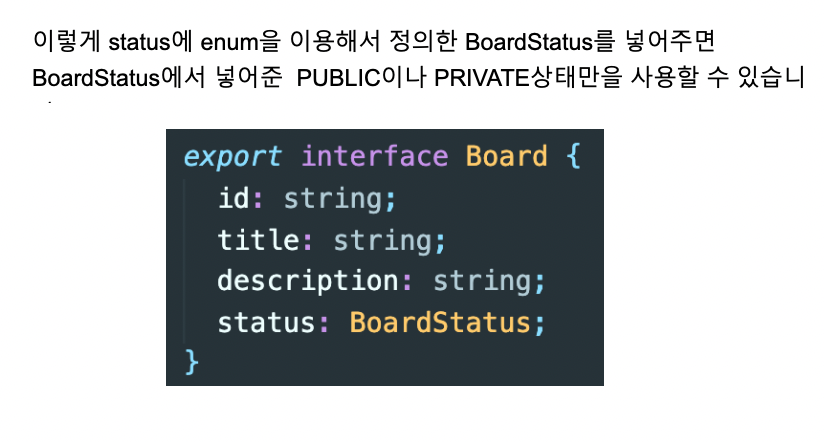 이렇게 status에 enum을 이용해서 정의한 BoardStatus를 넣어주면
BoardStatus에서 넣어준 PUBLIC이나 PRIVATE상태만을 사용할 수 있습니
export interface Board {
id: string;
title: string;
description: string;
status: BoardStatus;
}